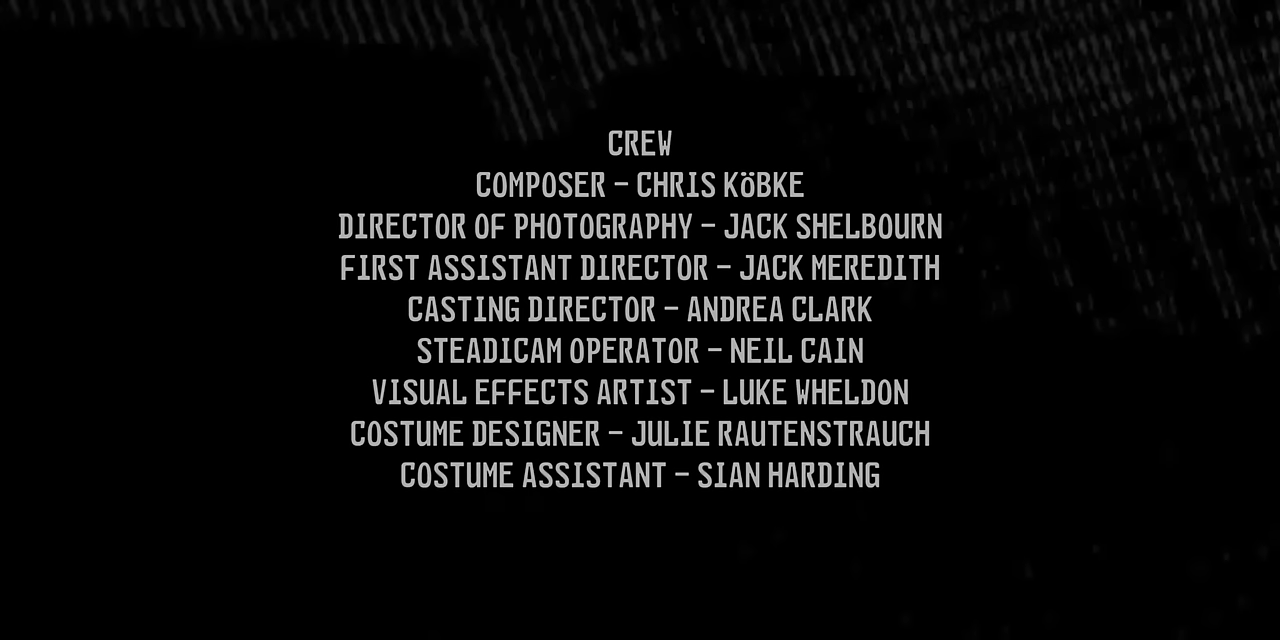 CREW
COMPOSER – CHRIS KöBKE
DIRECTOR OF PHOTOGRAPHY – JACK SHELBOURN
FIRST ASSISTANT DIRECTOR – JACK MEREDITH
CASTING DIRECTOR – ANDREA CLARK
STEADICAM OPERATOR – NEIL CAIN
VISUAL EFFECTS ARTIST – LUKE WHELDON
COSTUME DESIGNER – JULIE RAUTENSTRAUCH
COSTUME ASSISTANT – SIAN HARDING